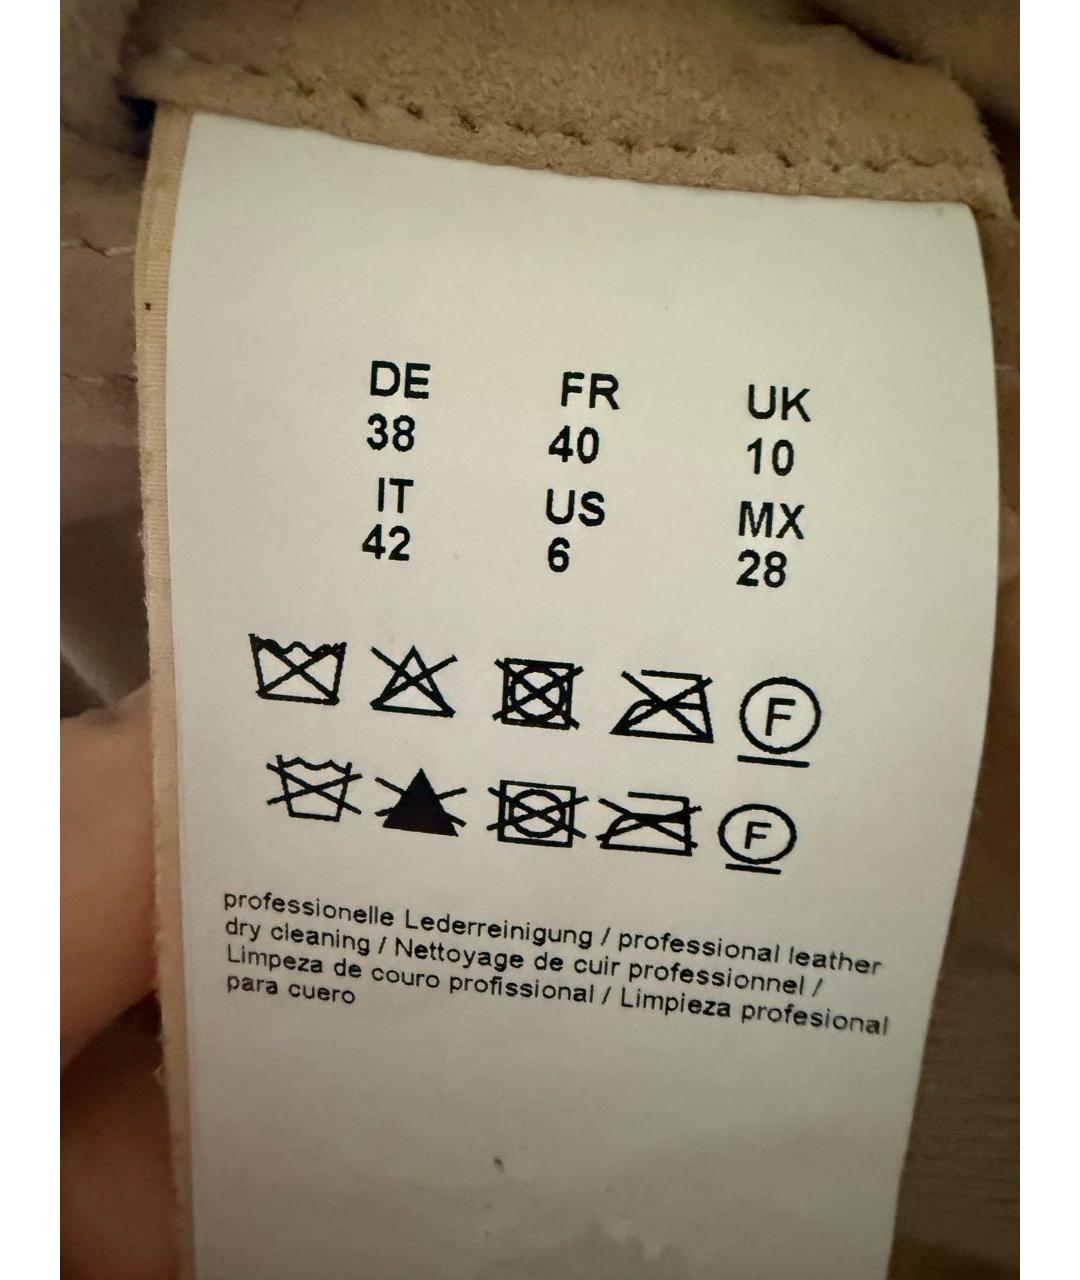 DE FR UK
38 40 10
IT US MX
42 6 28
F
F
professionelle Lederreinigung / professional leather
dry cleaning / Nettoyage de cuir professionnel /
Limpeza de couro profissional / Limpieza profesional
para cuero